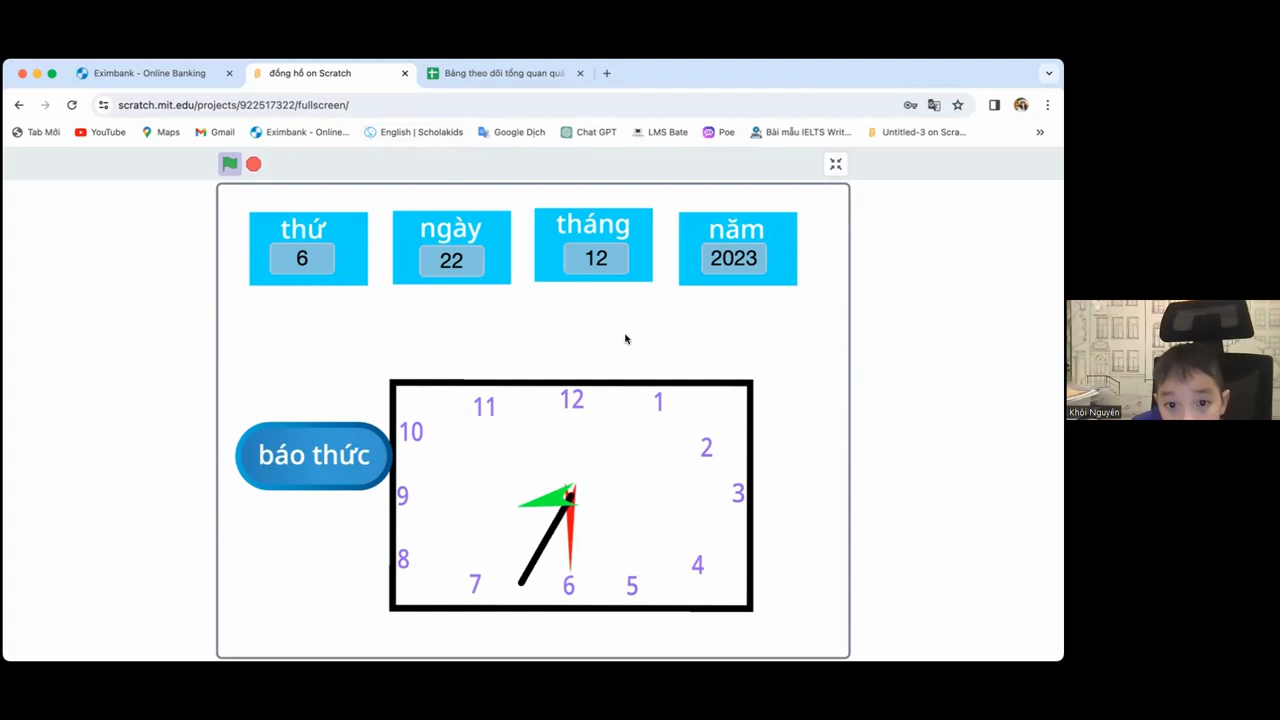 Eximbank - Online Banking
đồng hồ on Scratch
Bảng theo dõi tổng quan quá
scratch.mit.edu/projects/922517322/fullscreen/
Tab Mới
YouTube
Maps
Gmail
Eximbank - Online...
English | Scholakids
Google Dịch
Chat GPT
LMS Bate
Poe
Bài mẫu IELTS Writ...
Untitled-3 on Scra...
thứ
6
ngày
22
tháng
12
năm
2023
báo thức
12
1
2
3
4
5
6
7
8
9
10
11
Khôi Nguyên